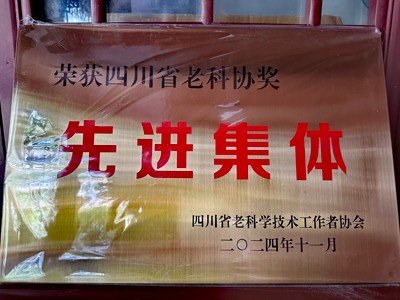 荣获四川省老科协奖
先进集体
四川省老科学技术工作者协会
二〇二四年十一月